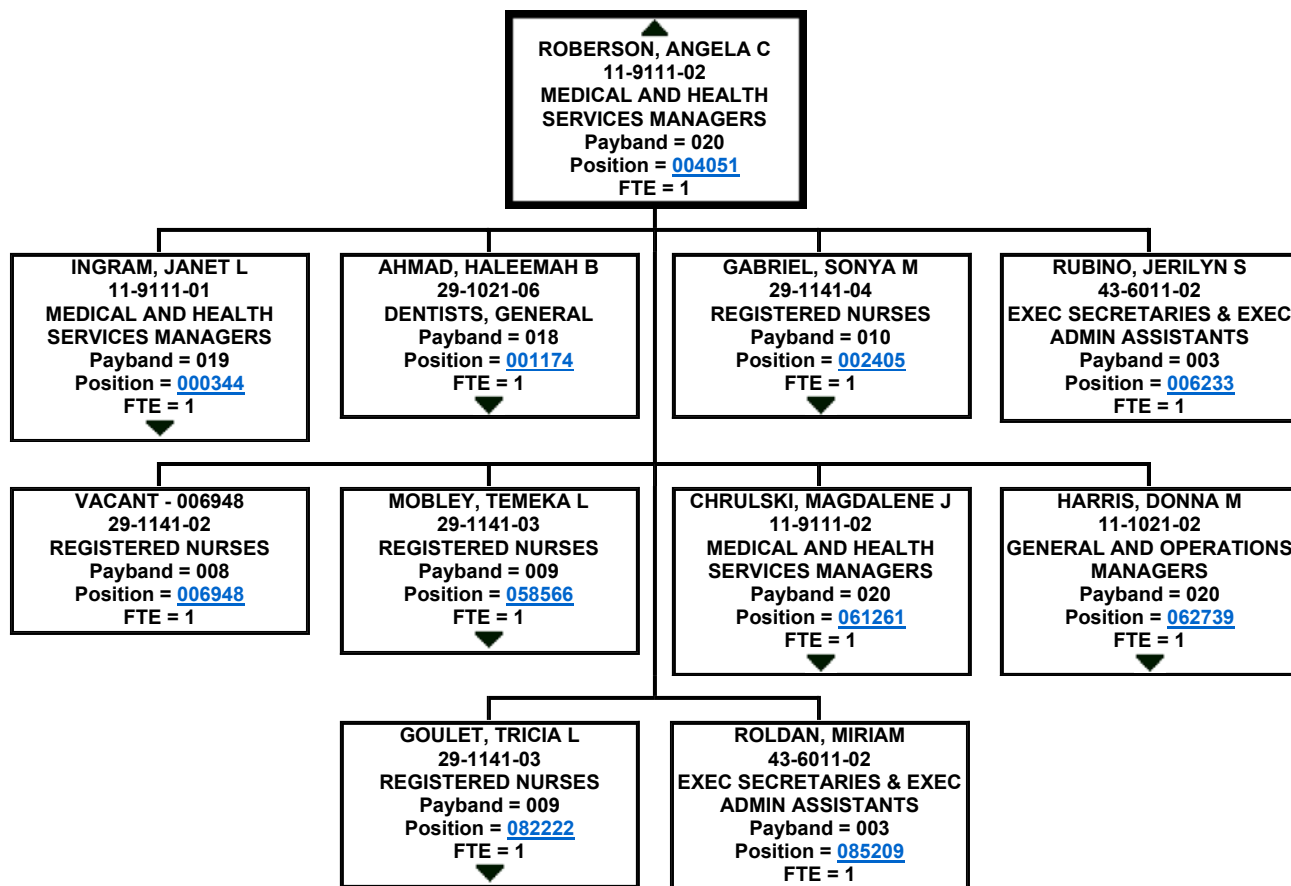 ROBERSON, ANGELA C
11-9111-02
MEDICAL AND HEALTH
SERVICES MANAGERS
Payband = 020
Position = 004051
FTE = 1
INGRAM, JANET L
11-9111-01
MEDICAL AND HEALTH
SERVICES MANAGERS
Payband = 019
Position = 000344
FTE = 1
AHMAD, HALEEMAH B
29-1021-06
DENTISTS, GENERAL
Payband = 018
Position = 001174
FTE = 1
GABRIEL, SONYA M
29-1141-04
REGISTERED NURSES
Payband = 010
Position = 002405
FTE = 1
RUBINO, JERILYN S
43-6011-02
EXEC SECRETARIES & EXEC
ADMIN ASSISTANTS
Payband = 003
Position = 006233
FTE = 1
VACANT - 006948
29-1141-02
REGISTERED NURSES
Payband = 008
Position = 006948
FTE = 1
MOBLEY, TEMEKA L
29-1141-03
REGISTERED NURSES
Payband = 009
Position = 058566
FTE = 1
CHRULSKI, MAGDALENE J
11-9111-02
MEDICAL AND HEALTH
SERVICES MANAGERS
Payband = 020
Position = 061261
FTE = 1
HARRIS, DONNA M
11-1021-02
GENERAL AND OPERATIONS
MANAGERS
Payband = 020
Position = 062739
FTE = 1
GOULET, TRICIA L
29-1141-03
REGISTERED NURSES
Payband = 009
Position = 082222
FTE = 1
ROLDAN, MIRIAM
43-6011-02
EXEC SECRETARIES & EXEC
ADMIN ASSISTANTS
Payband = 003
Position = 085209
FTE = 1